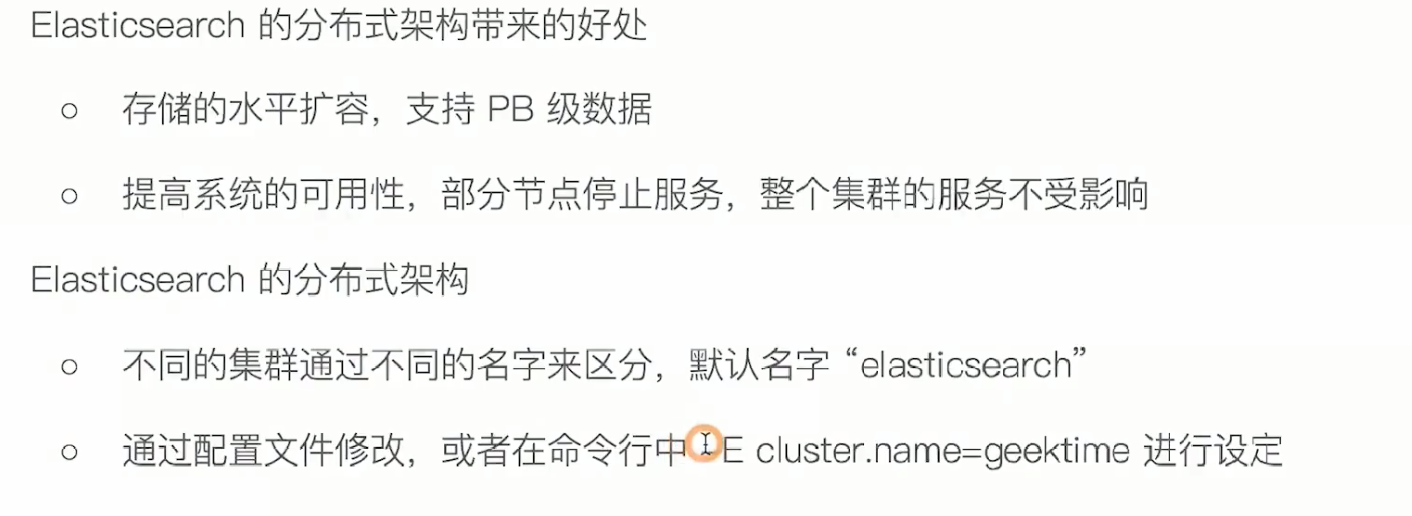 Elasticsearch 的分布式架构带来的好处
○ 存储的水平扩容，支持 PB 级数据
○ 提高系统的可用性，部分节点停止服务，整个集群的服务不受影响
Elasticsearch 的分布式架构
○ 不同的集群通过不同的名字来区分，默认名字 “elasticsearch”
○ 通过配置文件修改，或者在命令行中 E cluster.name=geektime 进行设定